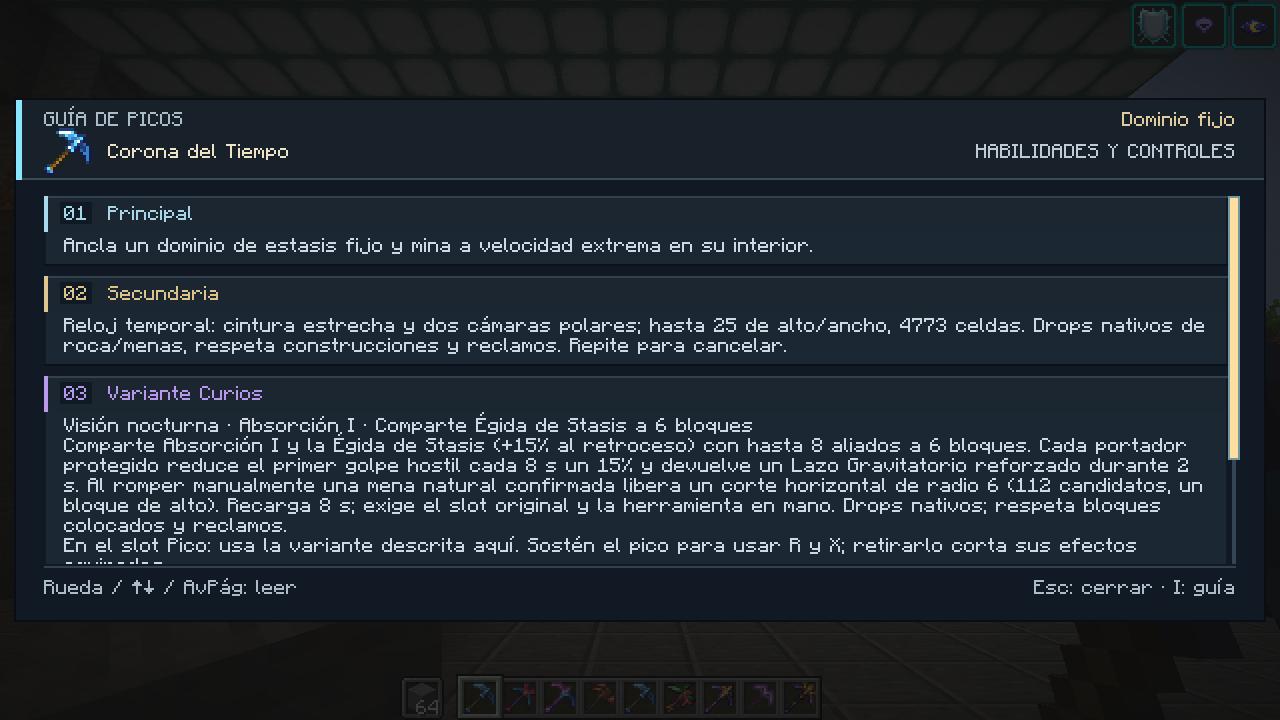 GUÍA DE PICOS
Dominio fijo
Corona del Tiempo
HABILIDADES Y CONTROLES
01 Principal
Ancla un dominio de estasis fijo y mina a velocidad extrema en su interior.
02 Secundaria
Reloj temporal: cintura estrecha y dos cámaras polares; hasta 25 de alto/ancho, 4773 celdas. Drops nativos de
roca/menas, respeta construcciones y reclamos. Repite para cancelar.
03 Variante Curios
Visión nocturna · Absorción I · Comparte Égida de Stasis a 6 bloques
Comparte Absorción I y la Égida de Stasis (+15% al retroceso) con hasta 8 aliados a 6 bloques. Cada portador
protegido reduce el primer golpe hostil cada 8 s un 15% y devuelve un Lazo Gravitatorio reforzado durante 2
s. Al romper manualmente una mena natural confirmada libera un corte horizontal de radio 6 (112 candidatos, un
bloque de alto). Recarga 8 s; exige el slot original y la herramienta en mano. Drops nativos; respeta bloques
colocados y reclamos.
En el slot Pico: usa la variante descrita aquí. Sostén el pico para usar R y X; retirarlo corta sus efectos
Rueda / ↑↓ / AvPág: leer
Esc: cerrar · I: guía
64